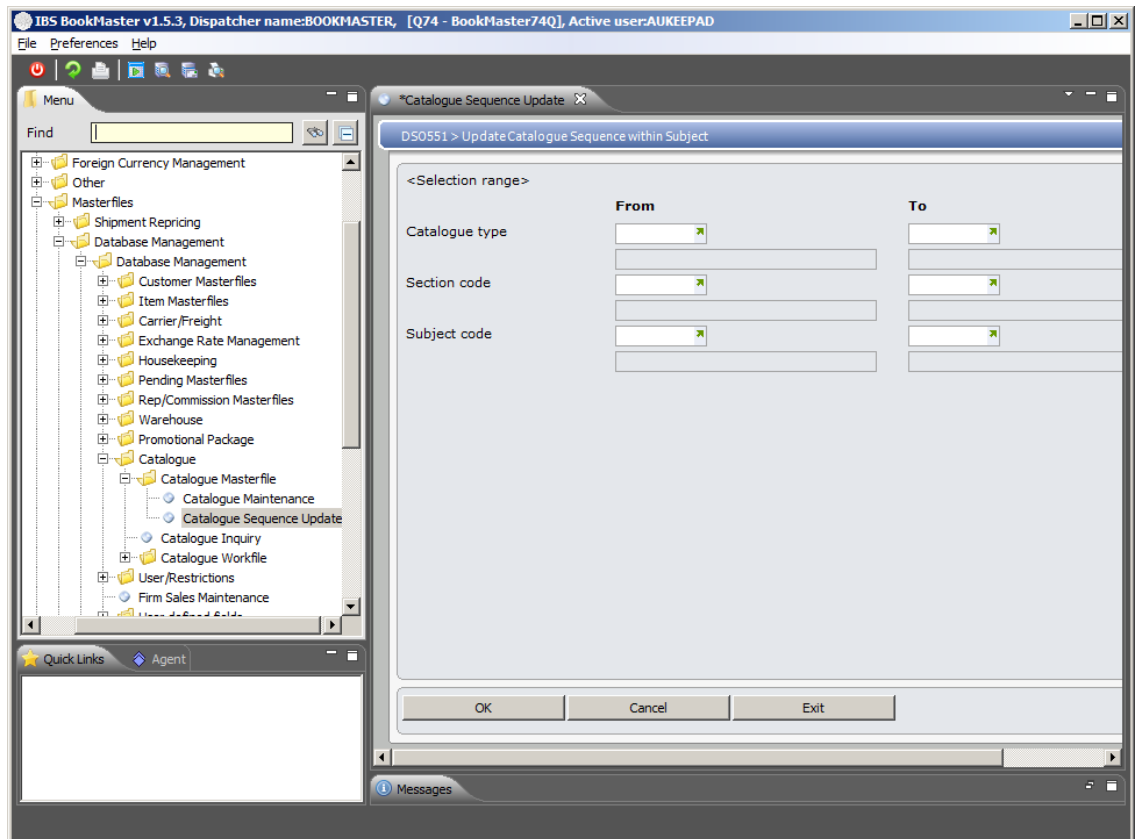 IBS BookMaster v1.5.3, Dispatcher name:BOOKMASTER, [Q74 - BookMaster74Q], Active user:AUKEEPAD
File Preferences Help
Menu
Find
Foreign Currency Management
Other
Masterfiles
Shipment Repricing
Database Management
Database Management
Customer Masterfiles
Item Masterfiles
Carrier/Freight
Exchange Rate Management
Housekeeping
Pending Masterfiles
Rep/Commission Masterfiles
Warehouse
Promotional Package
Catalogue
Catalogue Masterfile
Catalogue Maintenance
Catalogue Sequence Update
Catalogue Inquiry
Catalogue Workfile
User/Restrictions
Firm Sales Maintenance
User defined fields
Quick Links Agent
*Catalogue Sequence Update
DSO551 > Update Catalogue Sequence within Subject
<Selection range>
From To
Catalogue type
Section code
Subject code
OK Cancel Exit
Messages